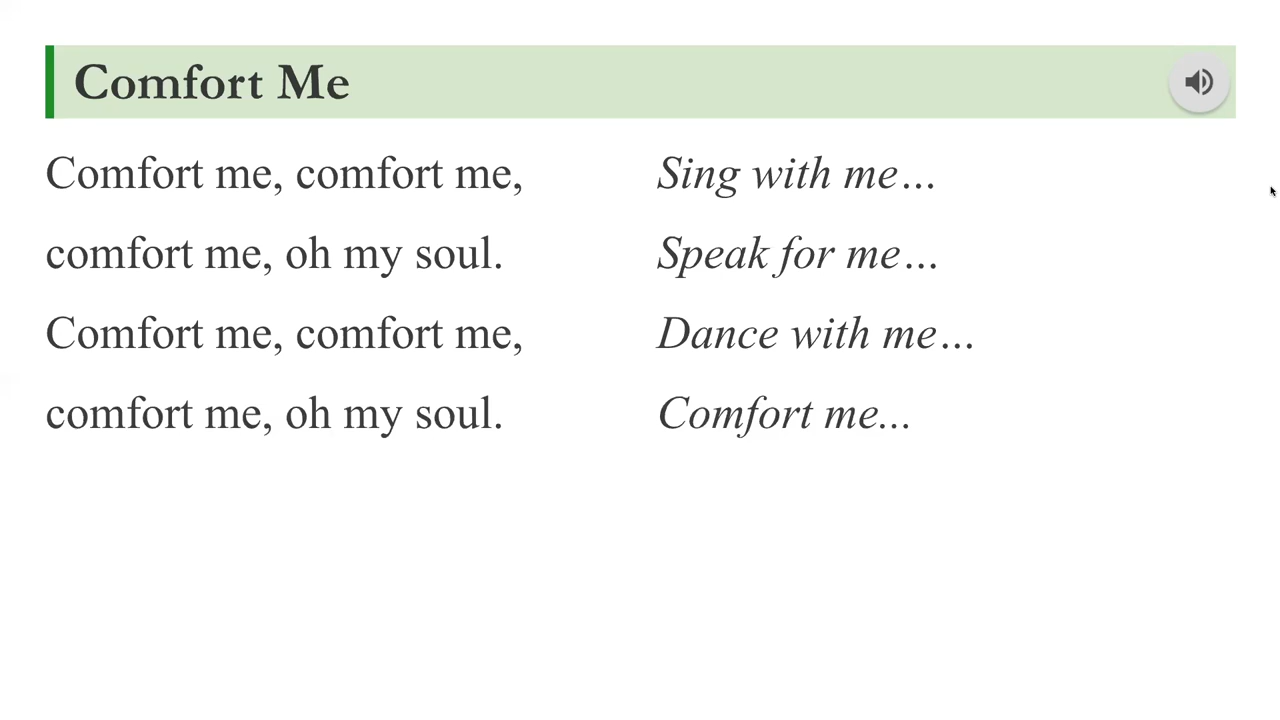 Comfort Me
Comfort me, comfort me,
comfort me, oh my soul.
Comfort me, comfort me,
comfort me, oh my soul.
Sing with me…
Speak for me…
Dance with me…
Comfort me...